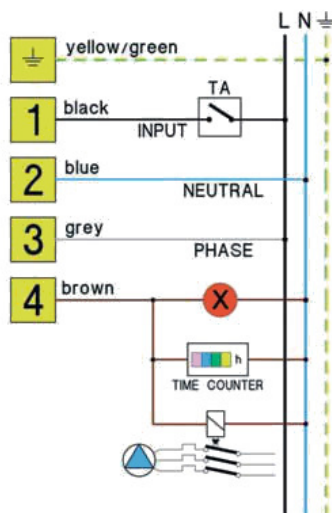 L N
yellow/green
TA
1 black
INPUT
2 blue
NEUTRAL
3 grey
PHASE
4 brown
X
h
TIME COUNTER